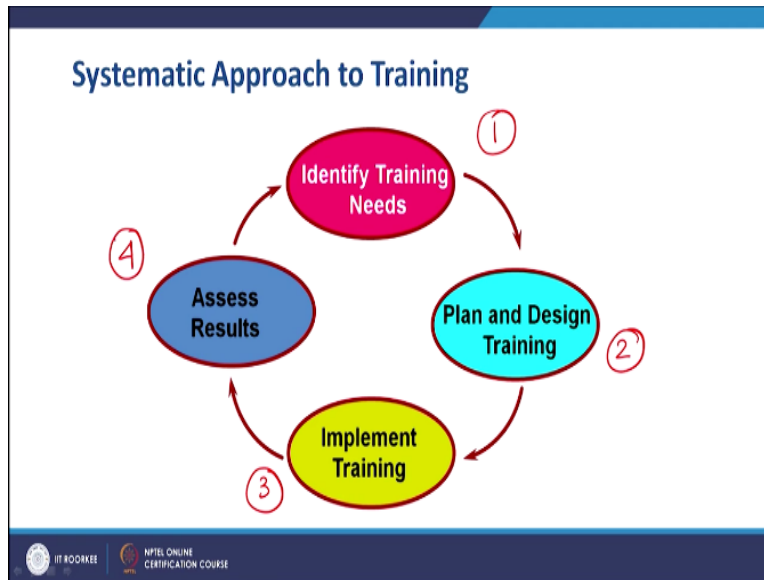 Systematic Approach to Training
1
Identify Training
Needs
4
Assess
Results
Plan and Design
Training
2
Implement
Training
3
IIT ROORKEE
NPTEL ONLINE
CERTIFICATION COURSE
NPTEL